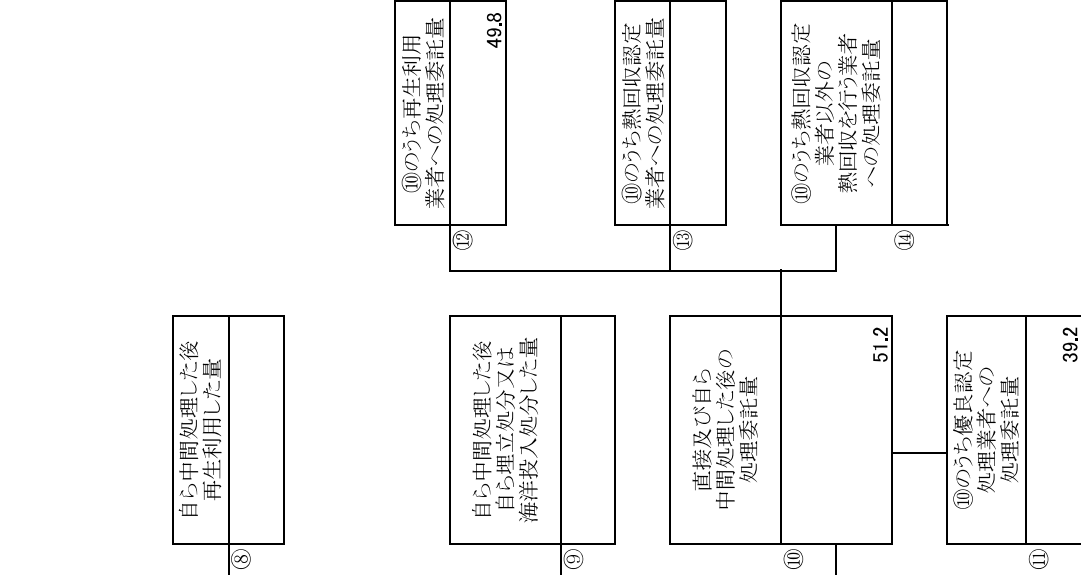 ⑧
自ら中間処理した後
再生利用した量
⑨
自ら中間処理した後
自ら埋立処分又は
海洋投入処分した量
⑩
直接及び自ら
中間処理した後の
処理委託量
51.2
⑪
⑩のうち優良認定
処理業者への
処理委託量
39.2
⑫
⑩のうち再生利用
業者への処理委託量
49.8
⑬
⑩のうち熱回収認定
業者への処理委託量
⑭
⑩のうち熱回収認定
業者以外の
熱回収を行う業者
への処理委託量